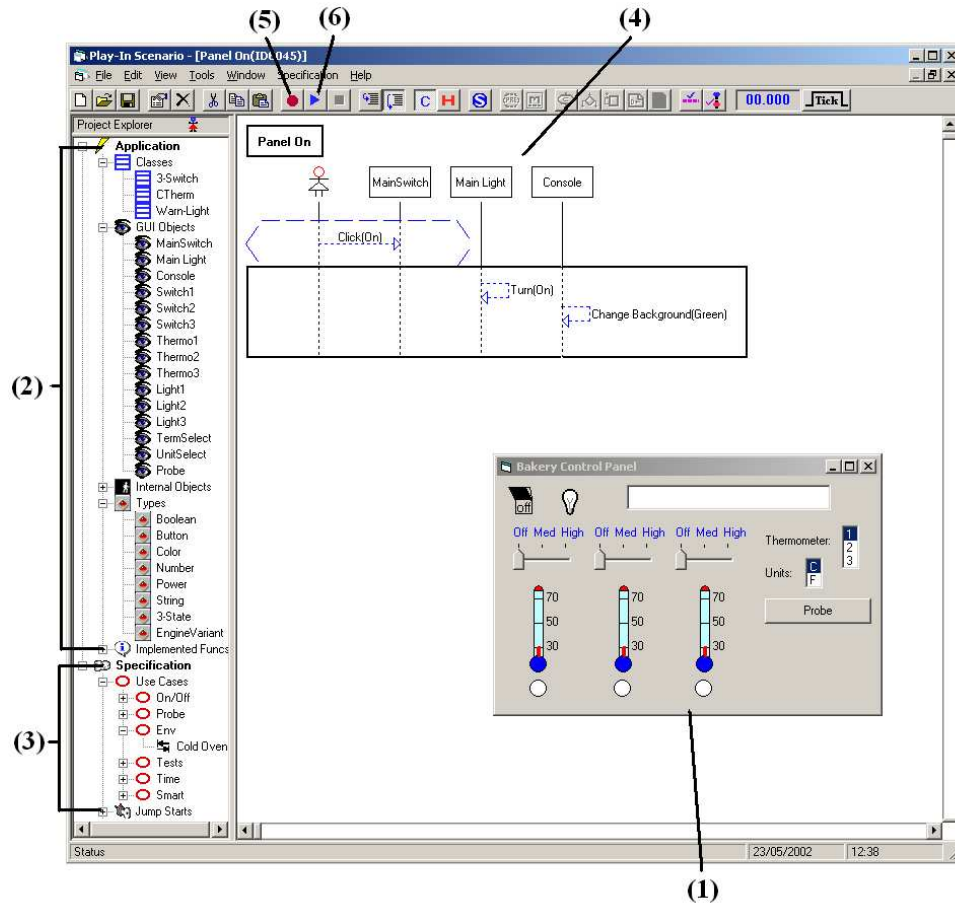 (5)
(6)
(4)
Play-In Scenario - [Panel On(ID6045)]
File Edit View Tools Window Specification Help
C H S PRE M 00.000 Tick
Project Explorer
Application
Classes
3-Switch
CTherm
Warn-Light
GUI Objects
MainSwitch
Main Light
Console
Switch1
Switch2
Switch3
Thermo1
Thermo2
Thermo3
Light1
Light2
Light3
TermSelect
UnitSelect
Probe
Internal Objects
Types
Boolean
Button
Color
Number
Power
String
3-State
EngineVariant
Implemented Funcs
Specification
Use Cases
On/Off
Probe
Env
Cold Oven
Tests
Time
Smart
Jump Starts
(2)
(3)
Panel On
MainSwitch Main Light Console
Click(On)
Turn(On)
Change Background(Green)
Bakery Control Panel
off
Off Med High Off Med High Off Med High
Thermometer: 1
2
3
Units: C
F
Probe
70 70 70
50 50 50
30 30 30
Status 23/05/2002 12:38
(1)